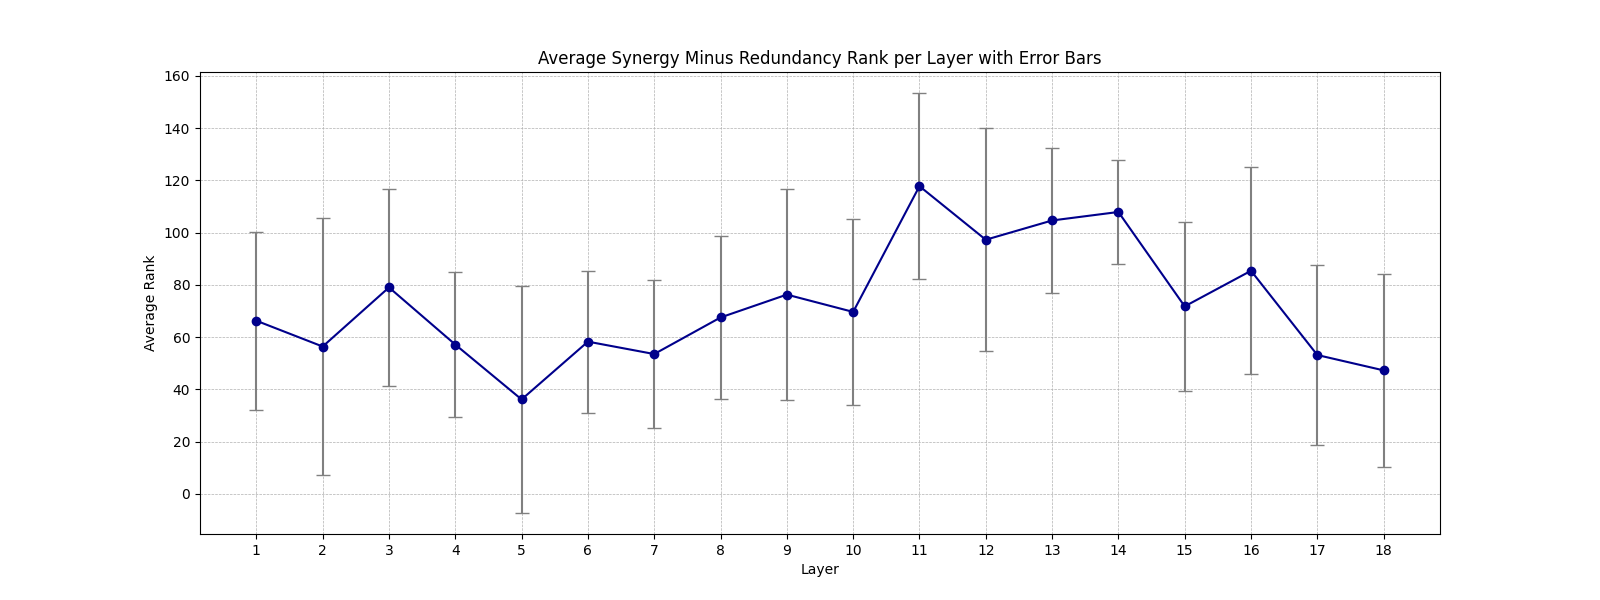 Average Synergy Minus Redundancy Rank per Layer with Error Bars
160
140
120
100
80
60
40
20
0
Average Rank
1 2 3 4 5 6 7 8 9 10 11 12 13 14 15 16 17 18
Layer